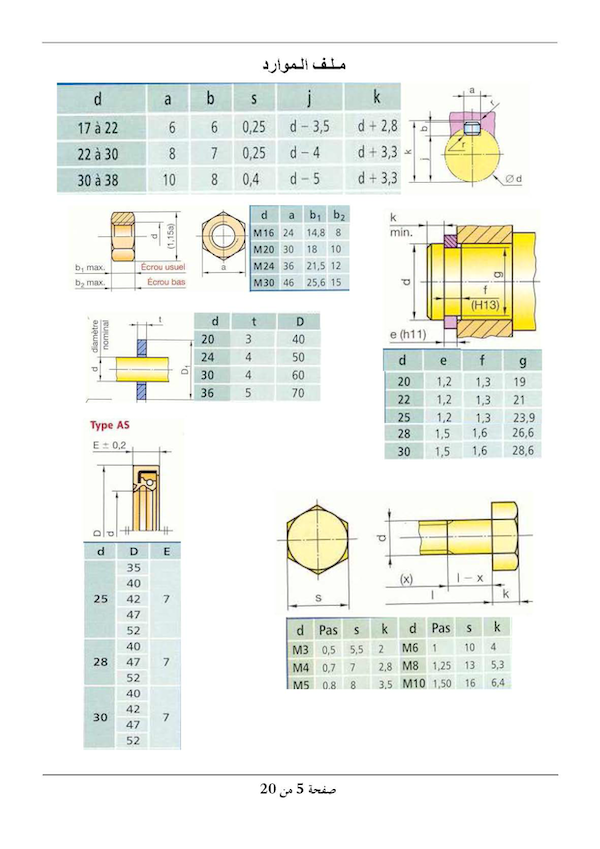 ملف الموارد
d a b s j k
17 à 22 6 6 0,25 d − 3,5 d + 2,8
22 à 30 8 7 0,25 d − 4 d + 3,3
30 à 38 10 8 0,4 d − 5 d + 3,3
a
r
b
k
j
r
Ø d
d
(1,15a)
a
b1 max. Écrou usuel
b2 max. Écrou bas
d a b1 b2
M16 24 14,8 8
M20 30 18 10
M24 36 21,5 12
M30 46 25,6 15
k
min.
d
g
f
(H13)
e (h11)
d e f g
20 1,2 1,3 19
22 1,2 1,3 21
25 1,2 1,3 23,9
28 1,5 1,6 26,6
30 1,5 1,6 28,6
t
diamètre
nominal
d
D1
d t D
20 3 40
24 4 50
30 4 60
36 5 70
Type AS
E ± 0,2
D
d
d D E
25 35 7
40
42
47
52
28 40 7
47
52
30 40 7
42
47
52
s
d
(x) l − x
l k
d Pas s k d Pas s k
M3 0,5 5,5 2 M6 1 10 4
M4 0,7 7 2,8 M8 1,25 13 5,3
M5 0,8 8 3,5 M10 1,50 16 6,4
صفحة 5 من 20